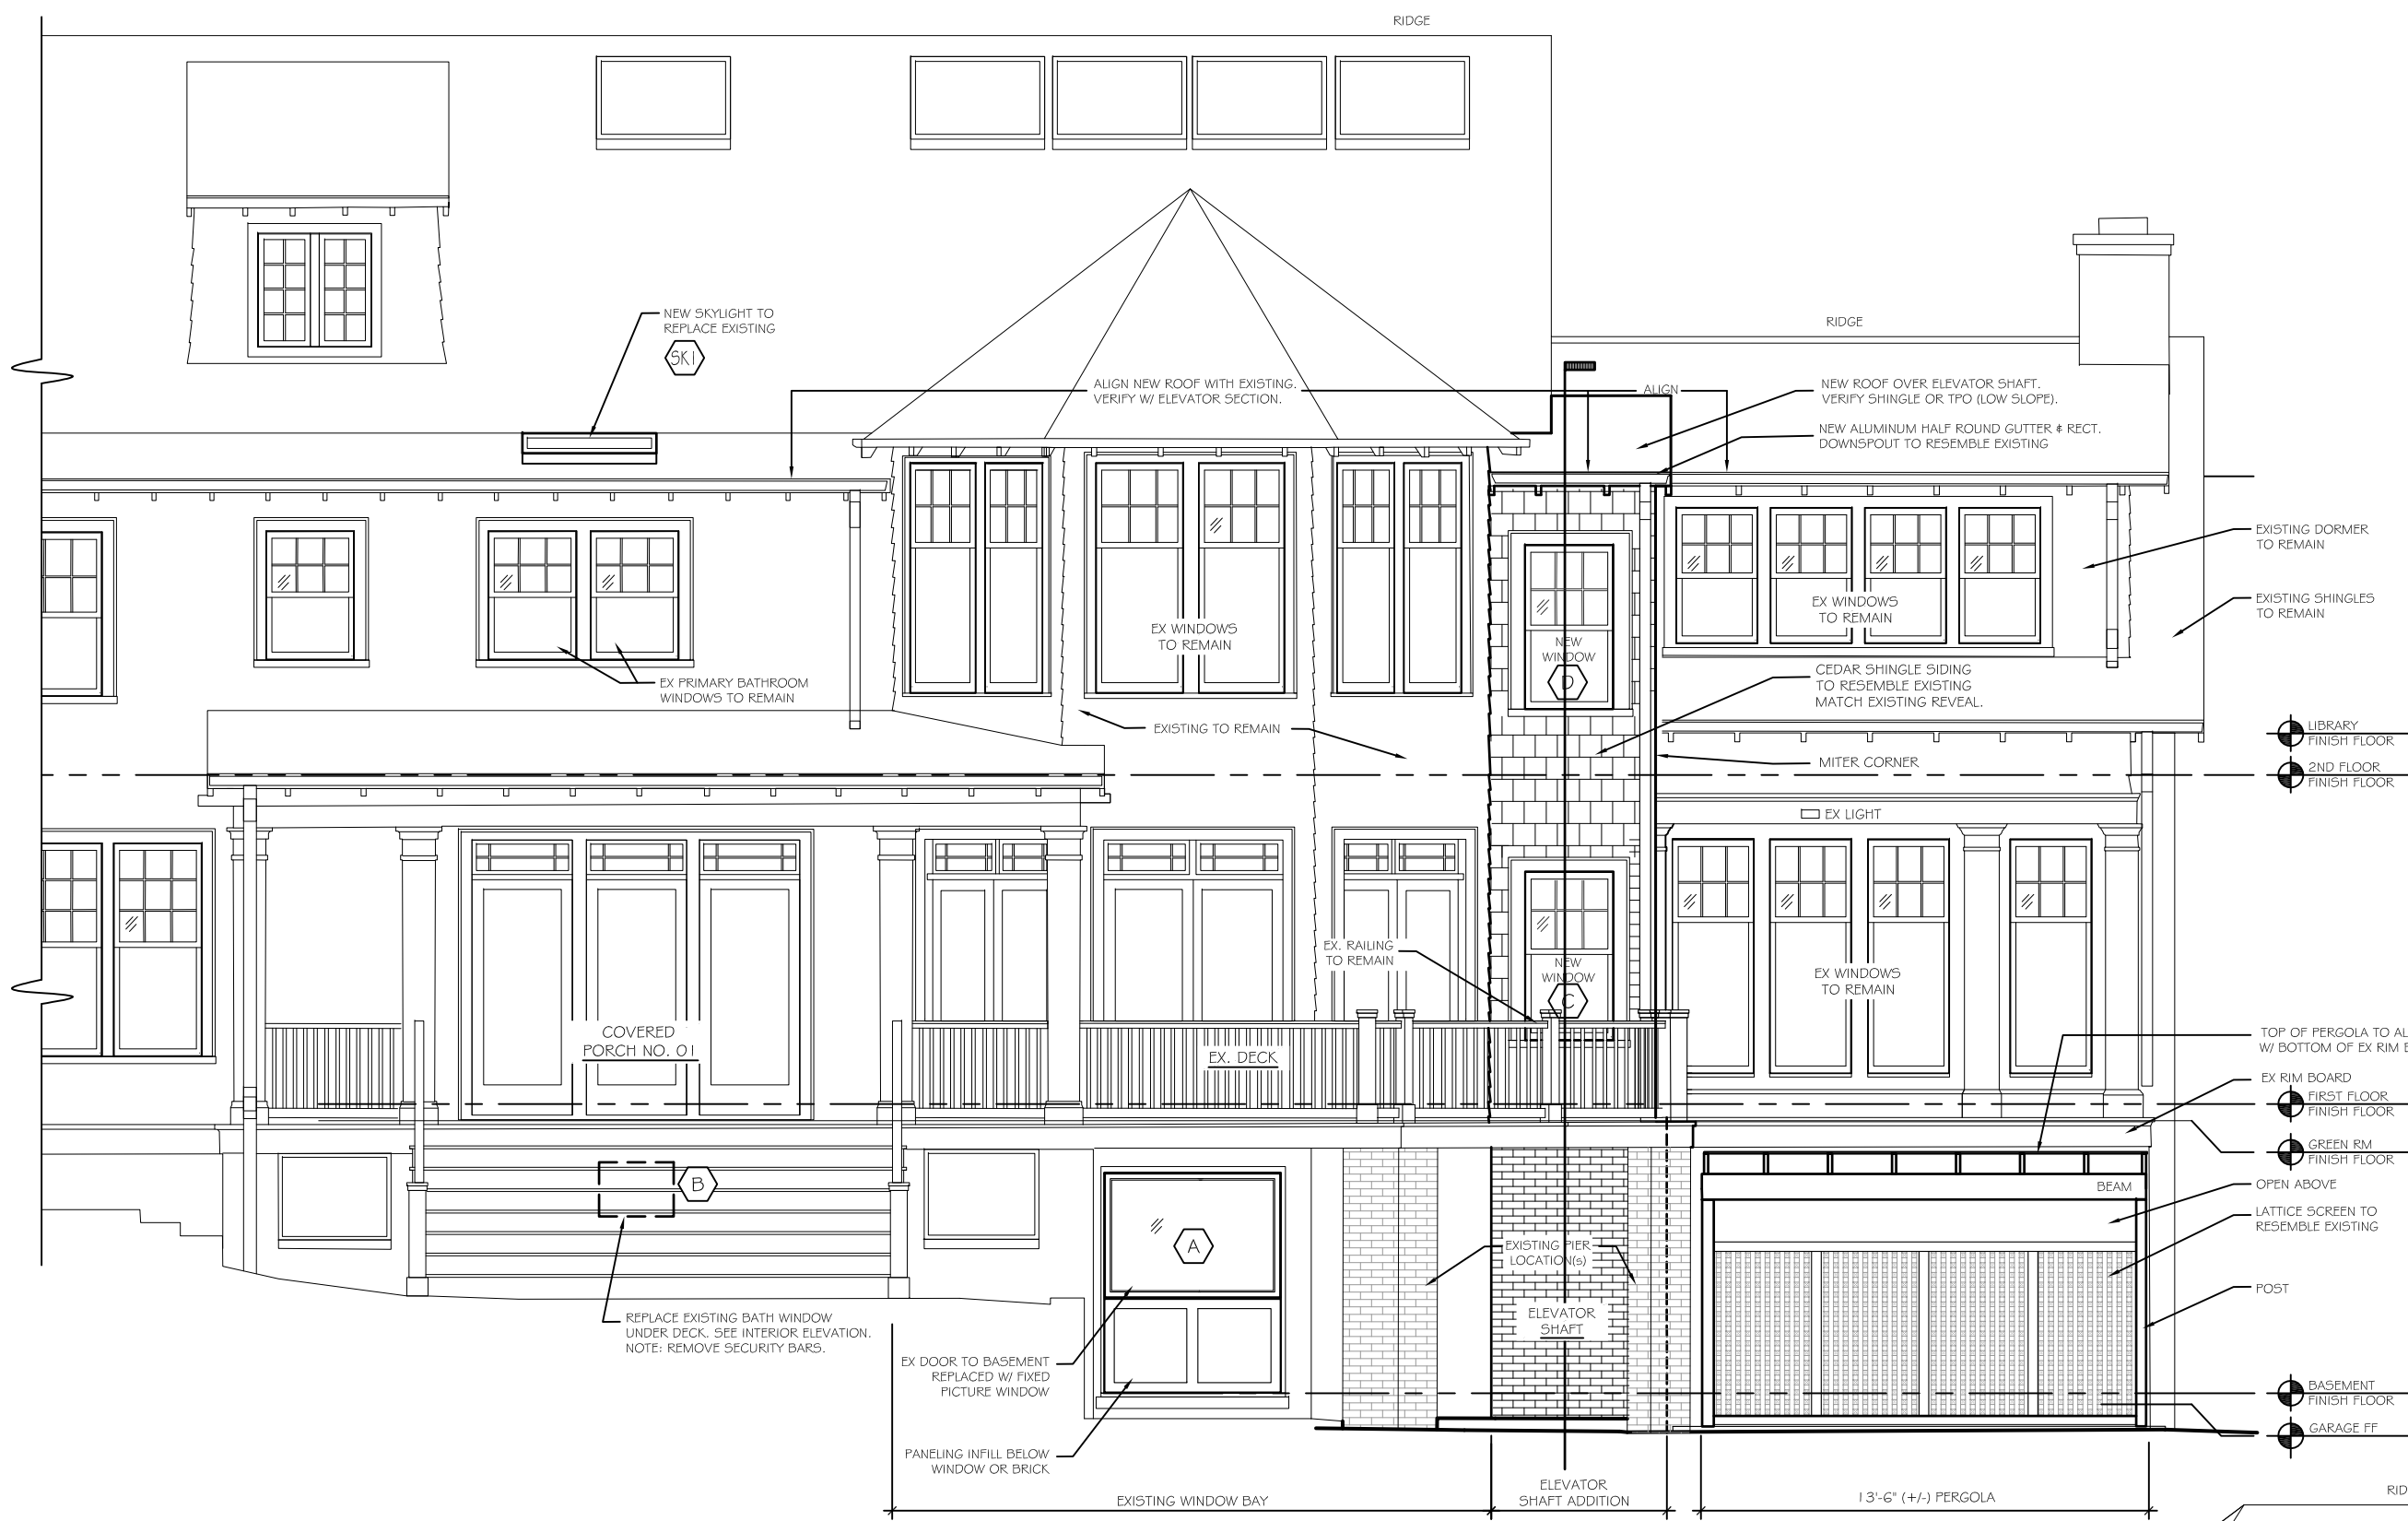 RIDGE
NEW SKYLIGHT TO
REPLACE EXISTING
SK1
RIDGE
ALIGN NEW ROOF WITH EXISTING.
VERIFY W/ ELEVATOR SECTION.
ALIGN
NEW ROOF OVER ELEVATOR SHAFT.
VERIFY SHINGLE OR TPO (LOW SLOPE).
NEW ALUMINUM HALF ROUND GUTTER & RECT.
DOWNSPOUT TO RESEMBLE EXISTING
EXISTING DORMER
TO REMAIN
EXISTING SHINGLES
TO REMAIN
EX WINDOWS
TO REMAIN
EX WINDOWS
TO REMAIN
NEW
WINDOW
D
EX PRIMARY BATHROOM
WINDOWS TO REMAIN
CEDAR SHINGLE SIDING
TO RESEMBLE EXISTING
MATCH EXISTING REVEAL.
EXISTING TO REMAIN
MITER CORNER
LIBRARY
FINISH FLOOR
2ND FLOOR
FINISH FLOOR
EX LIGHT
EX. RAILING
TO REMAIN
NEW
WINDOW
C
EX WINDOWS
TO REMAIN
COVERED
PORCH NO. 01
EX. DECK
TOP OF PERGOLA TO AL
W/ BOTTOM OF EX RIM
EX RIM BOARD
FIRST FLOOR
FINISH FLOOR
GREEN RM
FINISH FLOOR
B
BEAM
OPEN ABOVE
LATTICE SCREEN TO
RESEMBLE EXISTING
A
EXISTING PIER
LOCATION(S)
POST
REPLACE EXISTING BATH WINDOW
UNDER DECK. SEE INTERIOR ELEVATION.
NOTE: REMOVE SECURITY BARS.
ELEVATOR
SHAFT
EX DOOR TO BASEMENT
REPLACED W/ FIXED
PICTURE WINDOW
BASEMENT
FINISH FLOOR
GARAGE FF
PANELING INFILL BELOW
WINDOW OR BRICK
EXISTING WINDOW BAY
ELEVATOR
SHAFT ADDITION
13'-6" (+/-) PERGOLA
RID